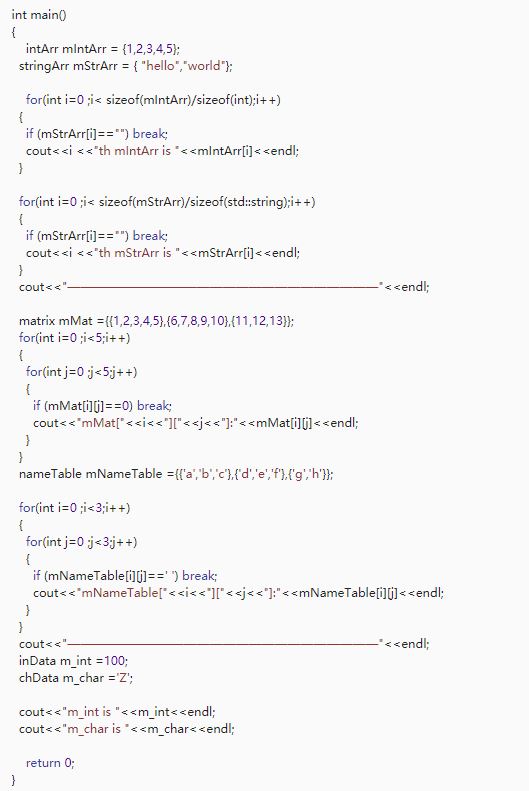 int main()
{
    intArr mIntArr = {1,2,3,4,5};
  stringArr mStrArr = { "hello","world"};

    for(int i=0 ;i< sizeof(mIntArr)/sizeof(int);i++)
  {
    if (mStrArr[i]=="") break;
    cout<<i <<"th mIntArr is "<<mIntArr[i]<<endl;
  }

  for(int i=0 ;i< sizeof(mStrArr)/sizeof(std::string);i++)
  {
    if (mStrArr[i]=="") break;
    cout<<i <<"th mStrArr is "<<mStrArr[i]<<endl;
  }
  cout<<"————————————————————————"<<endl;

  matrix mMat ={{1,2,3,4,5},{6,7,8,9,10},{11,12,13}};
  for(int i=0 ;i<5;i++)
  {
    for(int j=0 ;j<5;j++)
    {
      if (mMat[i][j]==0) break;
      cout<<"mMat["<<i<<"]["<<j<<"]:"<<mMat[i][j]<<endl;
    }
  }
  nameTable mNameTable ={{'a','b','c'},{'d','e','f'},{'g','h'}};

  for(int i=0 ;i<3;i++)
  {
    for(int j=0 ;j<3;j++)
    {
      if (mNameTable[i][j]==' ') break;
      cout<<"mNameTable["<<i<<"]["<<j<<"]:"<<mNameTable[i][j]<<endl;
    }
  }
  cout<<"————————————————————————"<<endl;
  inData m_int =100;
  chData m_char ='Z';

  cout<<"m_int is "<<m_int<<endl;
  cout<<"m_char is "<<m_char<<endl;

    return 0;
}